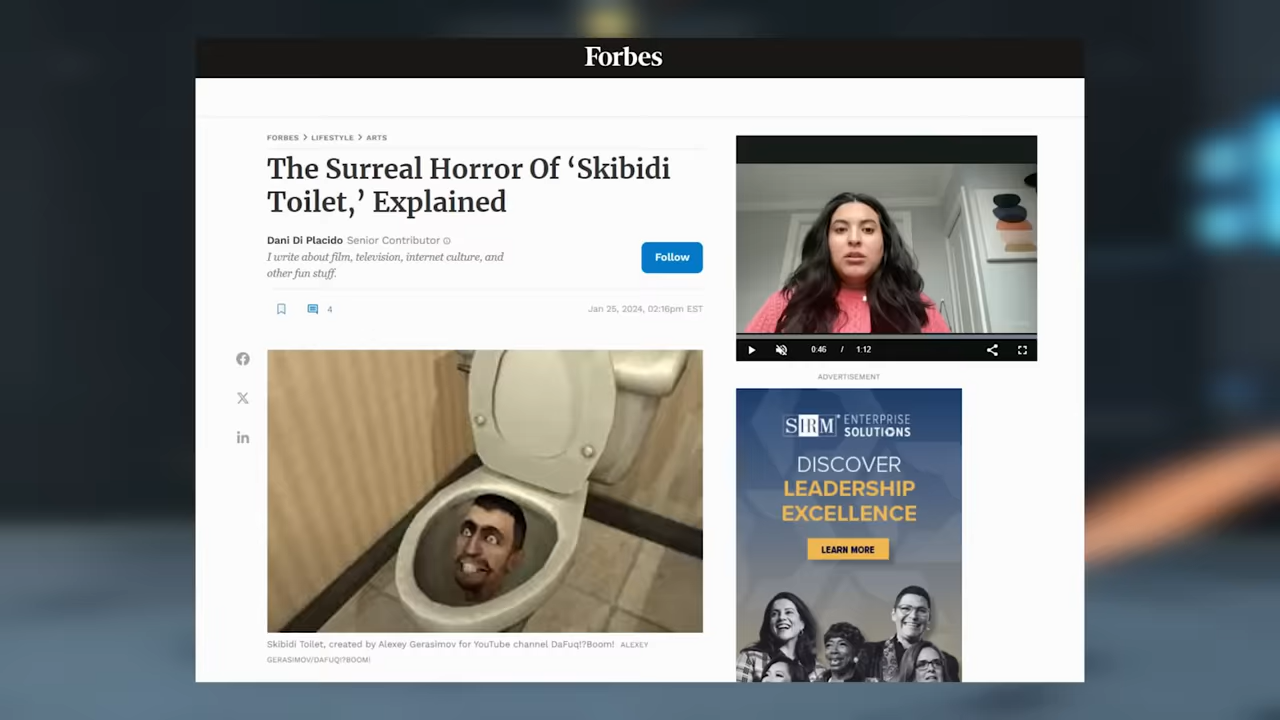 Forbes
FORBES > LIFESTYLE > ARTS
The Surreal Horror Of ‘Skibidi
Toilet,’ Explained
Dani Di Placido Senior Contributor
I write about film, television, internet culture, and
other fun stuff.
Follow
4
Jan 25, 2024, 02:16pm EST
Skibidi Toilet, created by Alexey Gerasimov for YouTube channel DaFuq!?Boom! ALEXEY
GERASIMOV/DAFUQ!?BOOM!
0:46 / 1:12
ADVERTISEMENT
ENTERPRISE
SOLUTIONS
DISCOVER
LEADERSHIP
EXCELLENCE
LEARN MORE